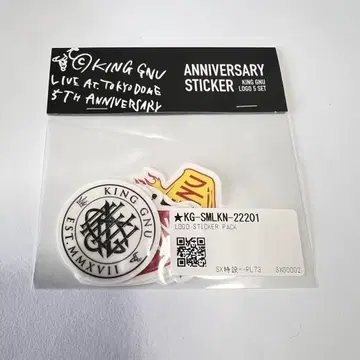 © KING GNU
LIVE AT TOKYO DOME
5TH ANNIVERSARY
ANNIVERSARY
STICKER
KING GNU
LOGO 5 SET
KING GNU
EST. MMXVII
★KG-SMLKN-22201
LOGO STICKER PACK